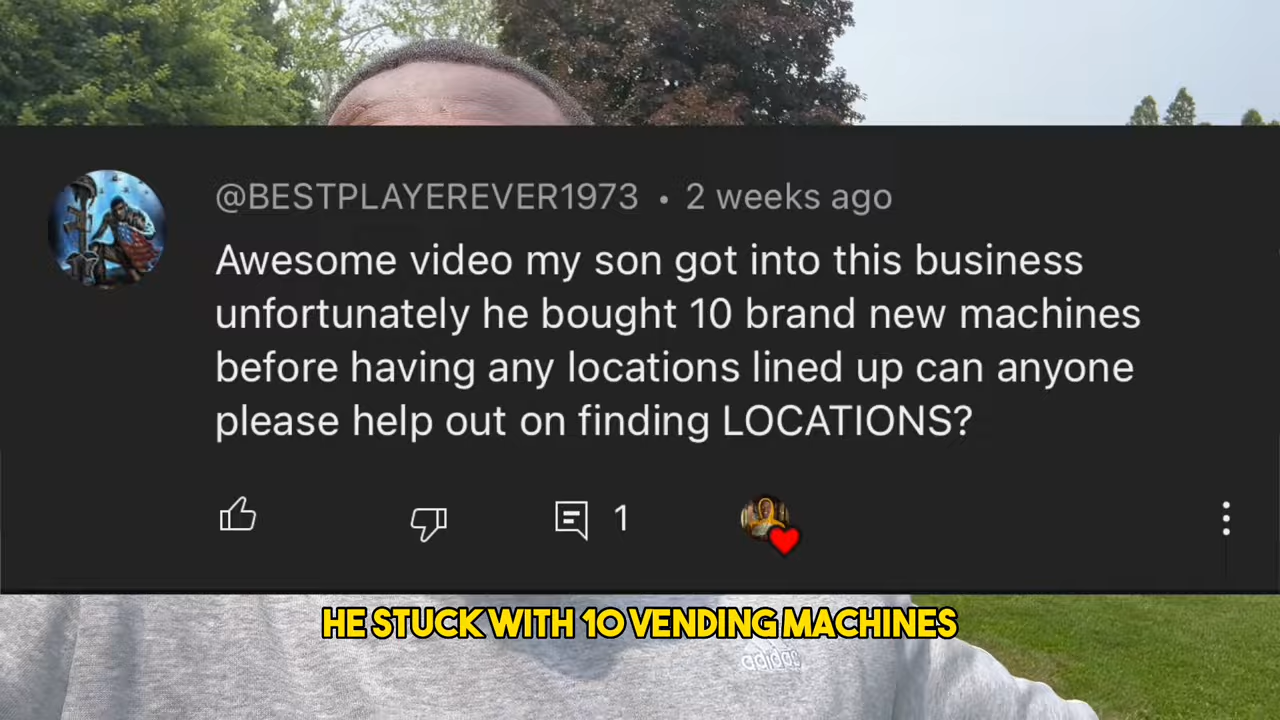 @BESTPLAYEREVER1973 • 2 weeks ago
Awesome video my son got into this business
unfortunately he bought 10 brand new machines
before having any locations lined up can anyone
please help out on finding LOCATIONS?
1
HE STUCK WITH 10 VENDING MACHINES
adidas